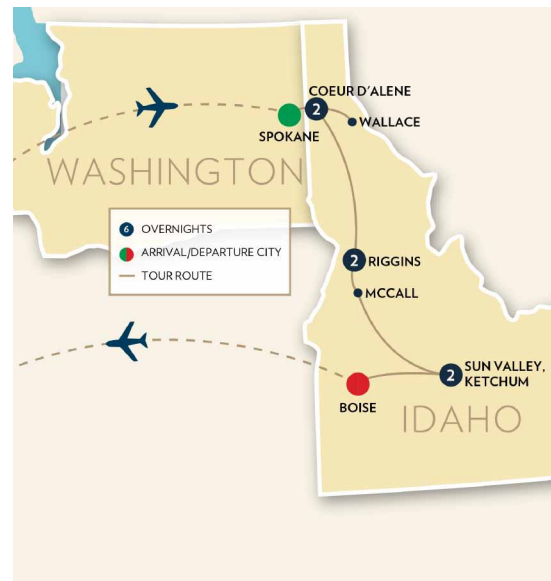 COEUR D'ALENE
2
WALLACE
SPOKANE
WASHINGTON
6 OVERNIGHTS
ARRIVAL/DEPARTURE CITY
TOUR ROUTE
2 RIGGINS
MCCALL
2 SUN VALLEY,
KETCHUM
BOISE
IDAHO